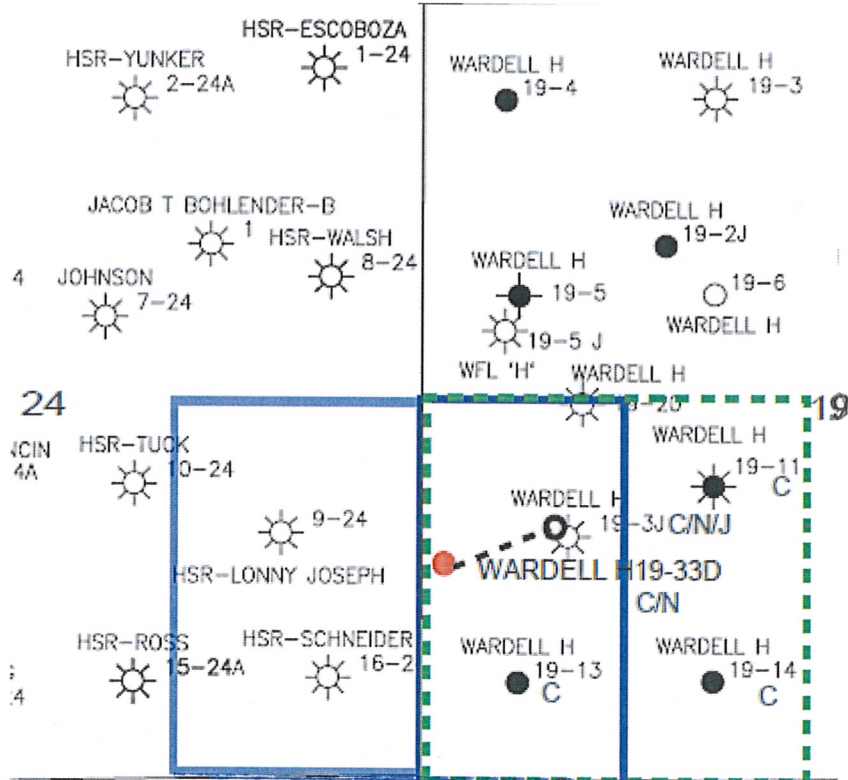 HSR-ESCOBOZA
1-24
HSR-YUNKER
2-24A
WARDELL H
19-4
WARDELL H
19-3
JACOB T BOHLENDER-B
1
HSR-WALSH
8-24
WARDELL H
19-2J
4
JOHNSON
7-24
WARDELL H
19-5
19-6
WARDELL H
19-5 J
WFL 'H'
WARDELL H
24
19
HSR-TUCK
10-24
4A
WARDELL H
19-11
C
9-24
HSR-LONNY JOSEPH
WARDELL H
19-3J C/N/J
WARDELL H19-33D
C/N
HSR-ROSS
15-24A
HSR-SCHNEIDER
16-2
WARDELL H
19-13
C
WARDELL H
19-14
C